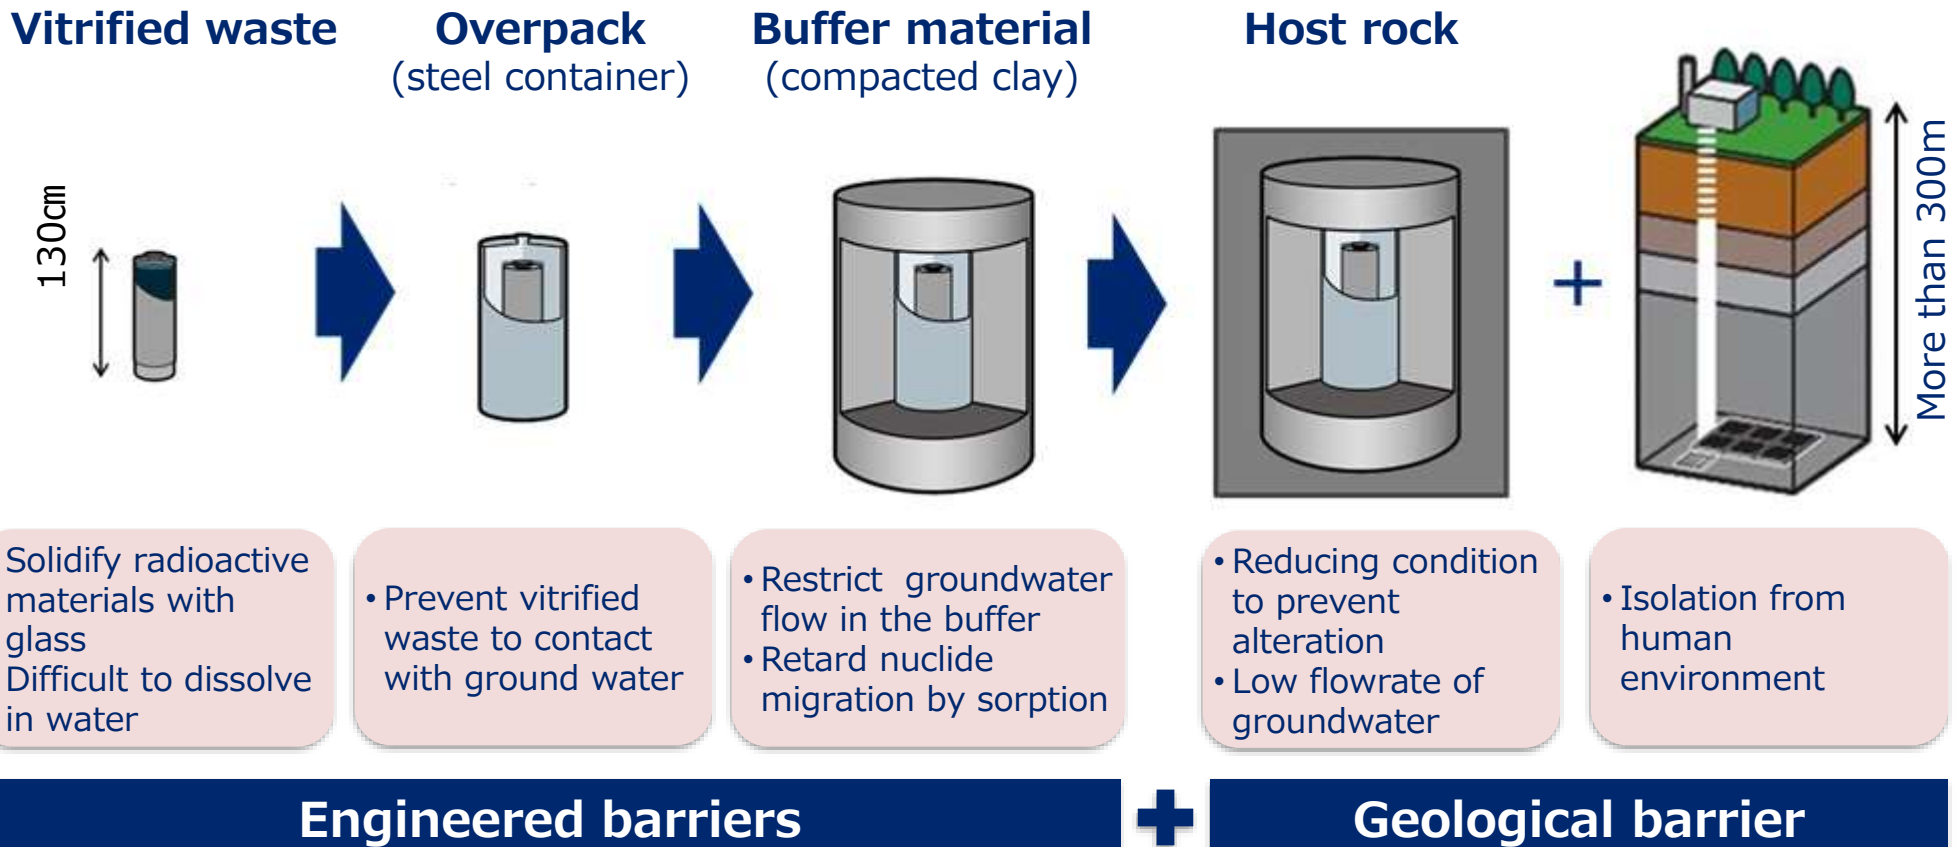 Vitrified waste
Overpack
(steel container)
Buffer material
(compacted clay)
Host rock
130cm
More than 300m
Solidify radioactive
materials with
glass
Difficult to dissolve
in water
• Prevent vitrified
waste to contact
with ground water
• Restrict groundwater
flow in the buffer
• Retard nuclide
migration by sorption
• Reducing condition
to prevent
alteration
• Low flowrate of
groundwater
• Isolation from
human
environment
Engineered barriers
+
Geological barrier